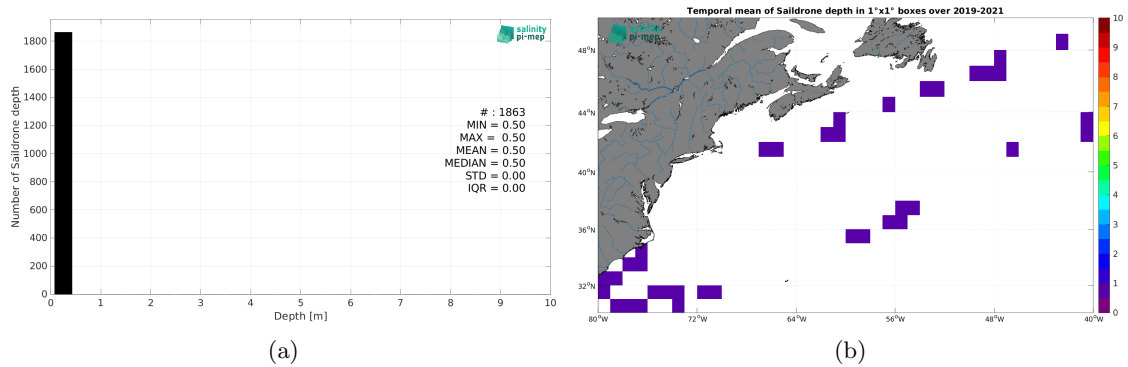 1800
1600
1400
1200
1000
800
600
400
200
0
Number of Saildrone depth
salinity
pi-mep
# : 1863
MIN = 0.50
MAX = 0.50
MEAN = 0.50
MEDIAN = 0.50
STD = 0.00
IQR = 0.00
0 1 2 3 4 5 6 7 8 9 10
Depth [m]
(a)
Temporal mean of Saildrone depth in 1°x1° boxes over 2019-2021
salinity
pi-mep
48°N
44°N
40°N
36°N
32°N
80°W 72°W 64°W 56°W 48°W 40°W
10
9
8
7
6
5
4
3
2
1
0
(b)